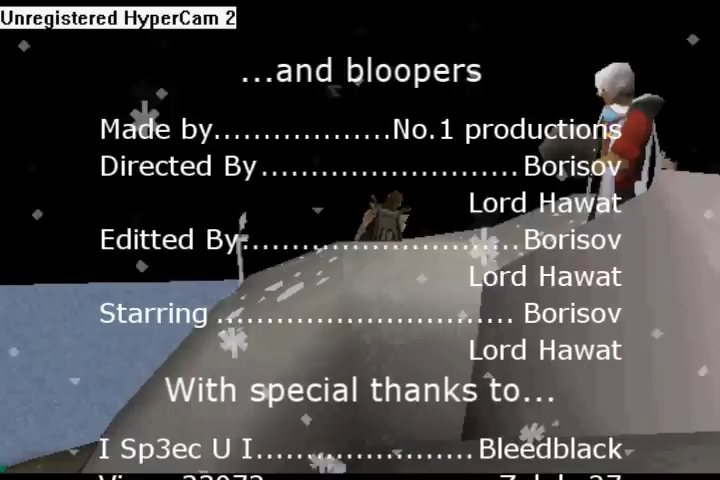 Unregistered HyperCam 2
...and bloopers
Made by..................No.1 productions
Directed By..........................Borisov
Lord Hawat
Editted By...........................Borisov
Lord Hawat
Starring ............................. Borisov
Lord Hawat
With special thanks to...
I Sp3ec U I......................Bleedblack